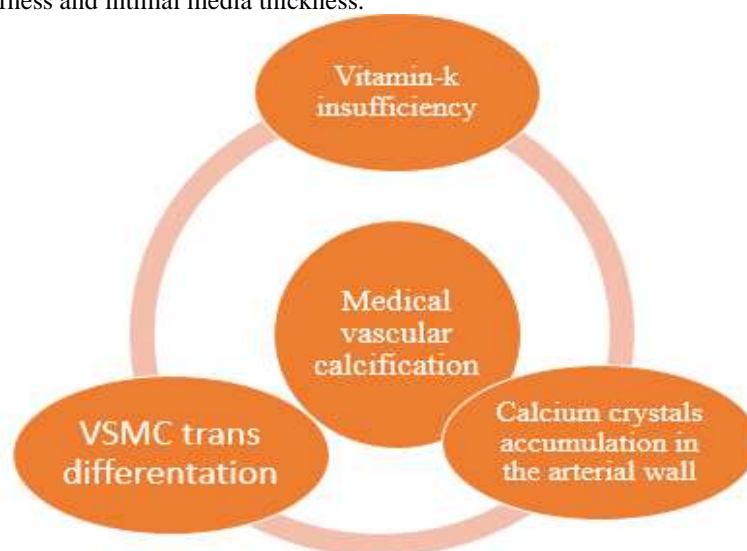 and intimal media thickness.
Vitamin-k
insufficiency
Medical
vascular
calcification
VSMC trans
differentation
Calcium crystals
accumulation in
the arterial wall